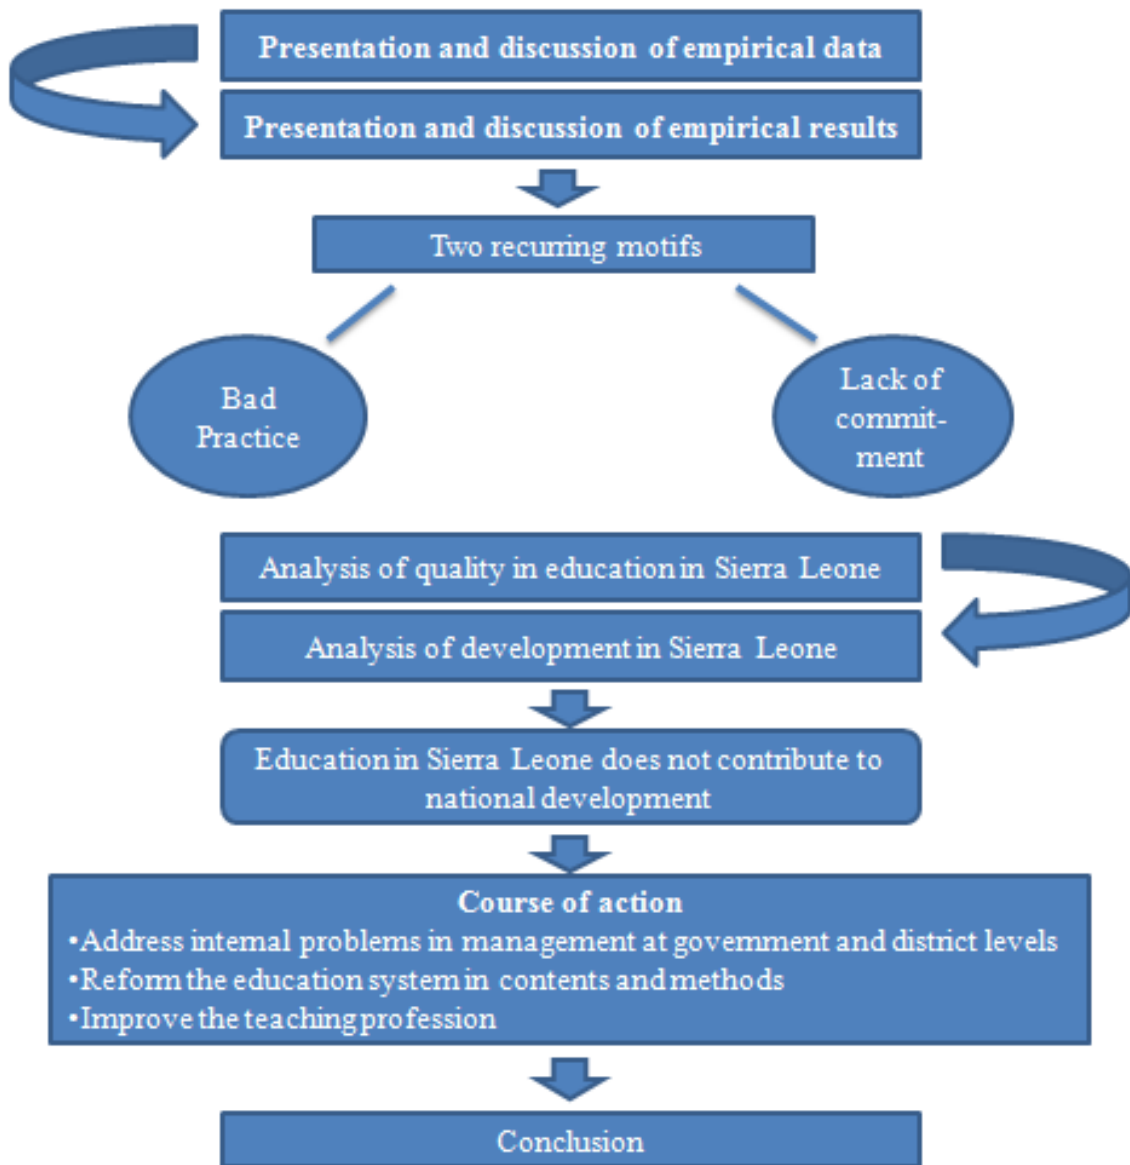 Presentation and discussion of empirical data
Presentation and discussion of empirical results
Two recurring motifs
Bad
Practice
Lack of
commit-
ment
Analysis of quality in education in Sierra Leone
Analysis of development in Sierra Leone
Education in Sierra Leone does not contribute to
national development
Course of action
•Address internal problems in management at government and district levels
•Reform the education system in contents and methods
•Improve the teaching profession
Conclusion